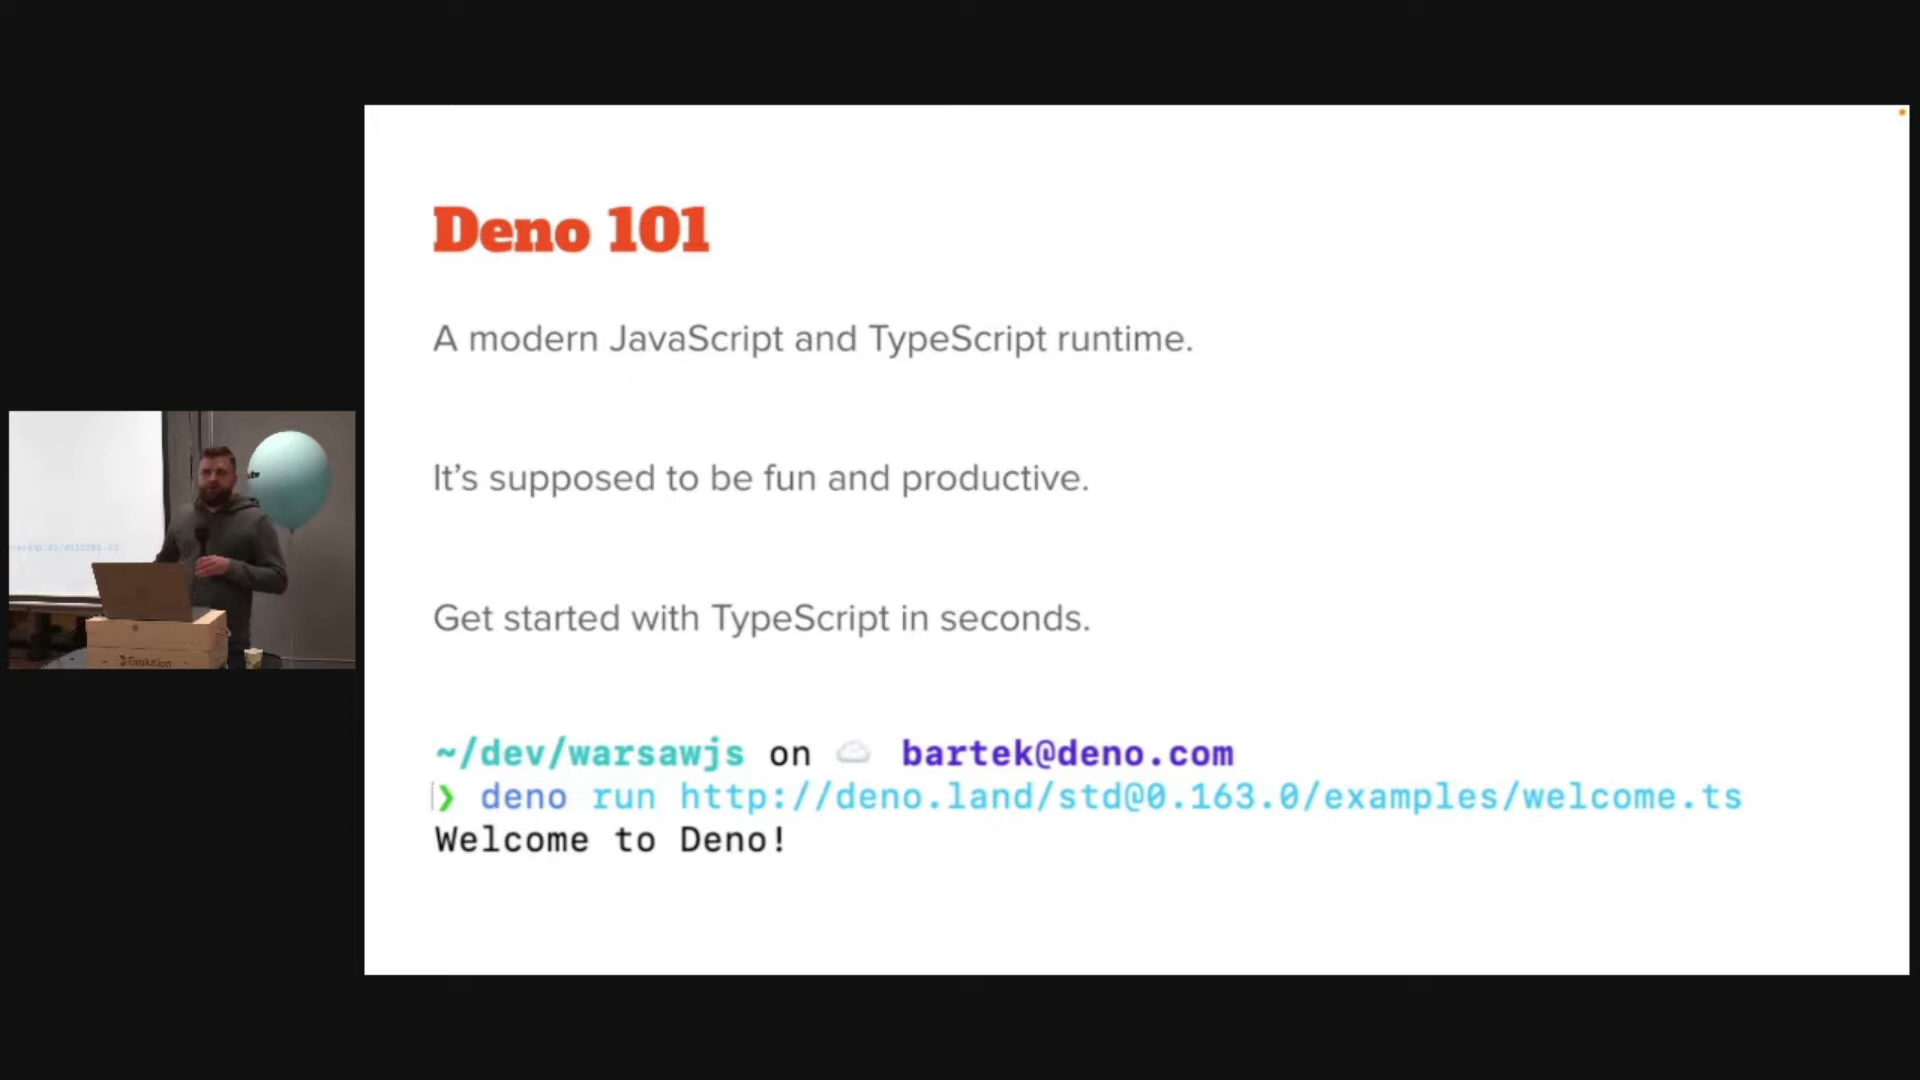 Deno 101
A modern JavaScript and TypeScript runtime.
It's supposed to be fun and productive.
Get started with TypeScript in seconds.
~/dev/warsawjs on bartek@deno.com
❯ deno run http://deno.land/std@0.163.0/examples/welcome.ts
Welcome to Deno!
Evolution